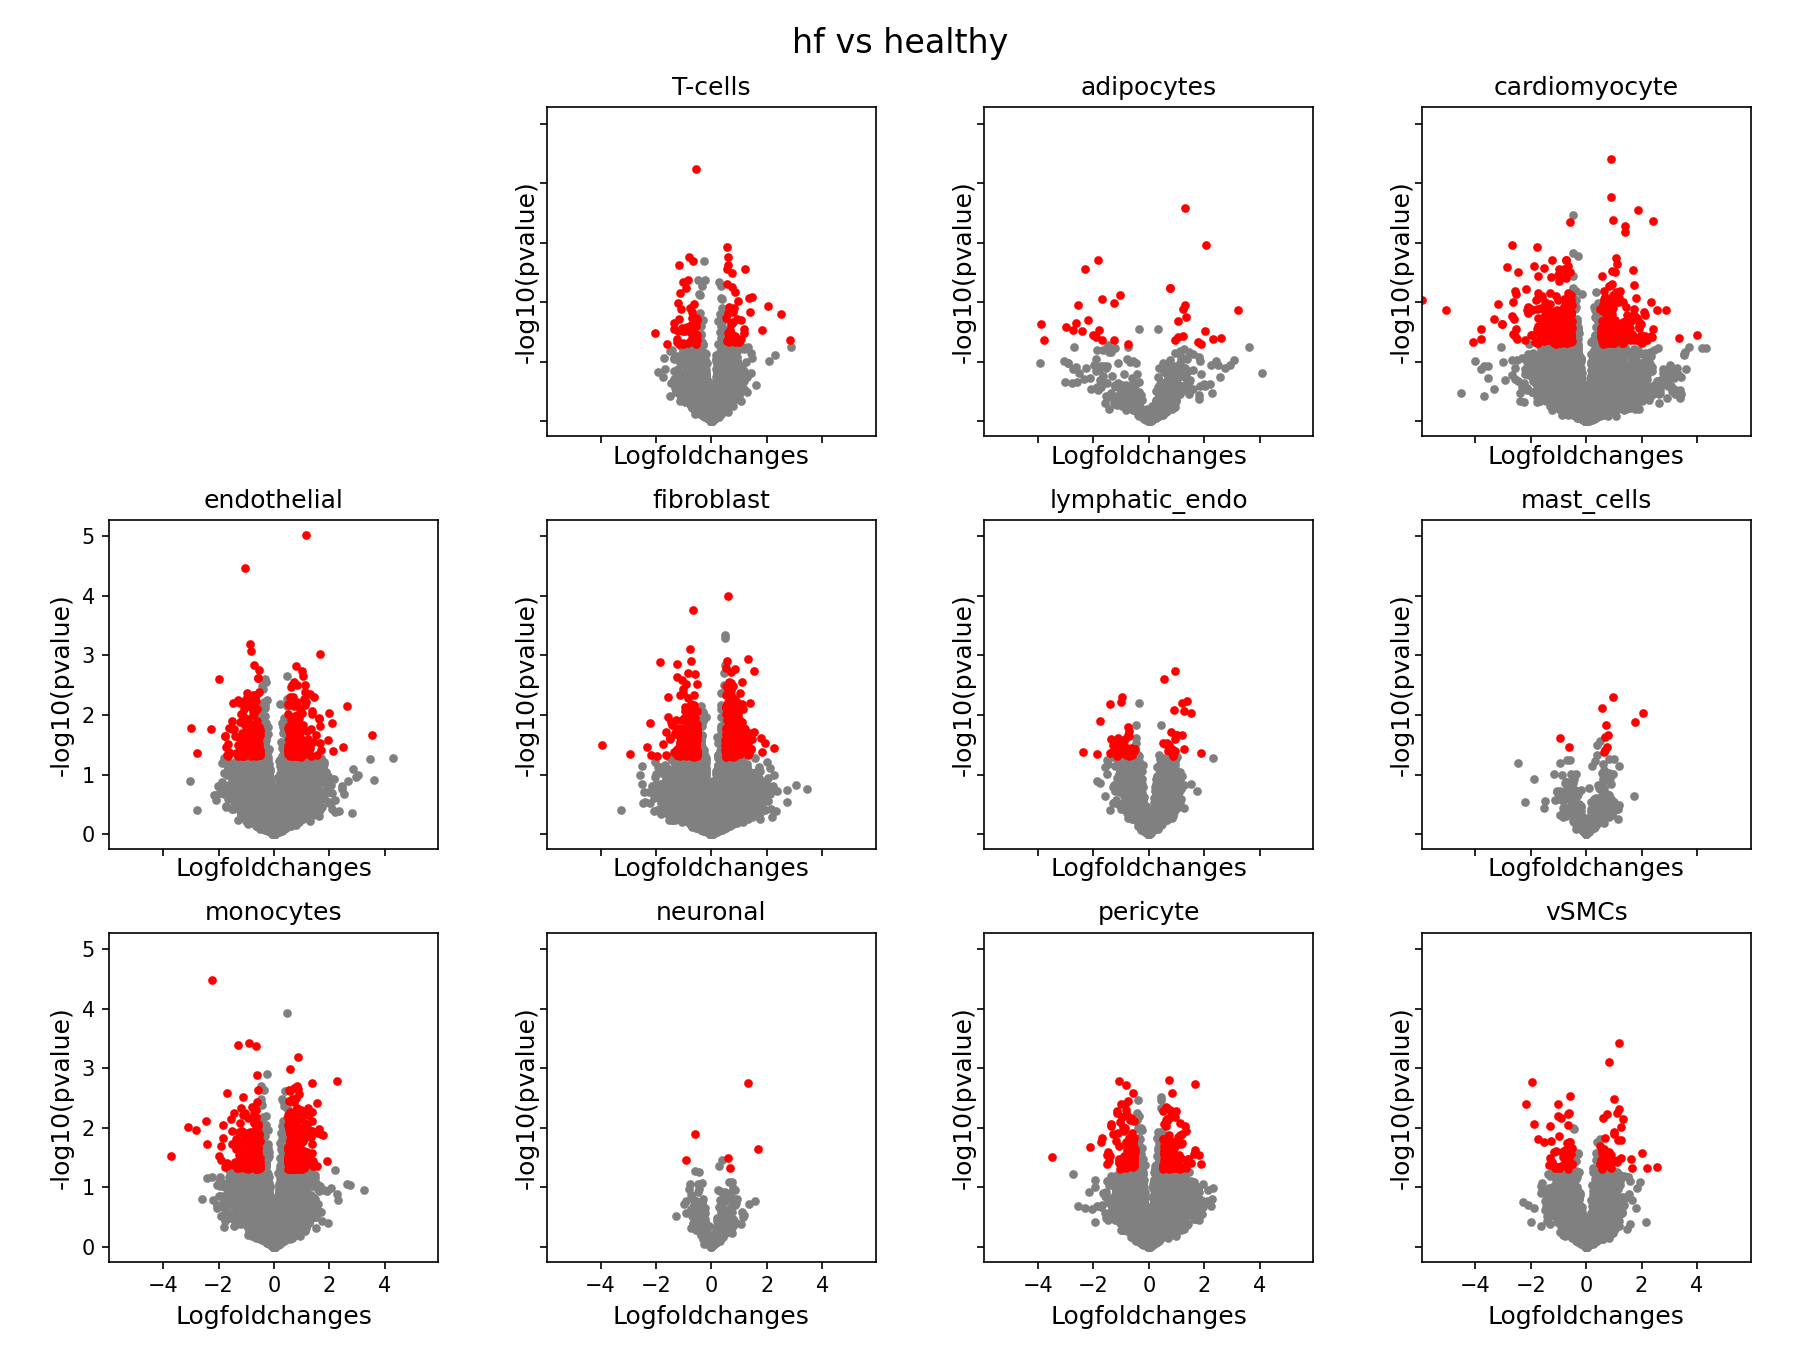 hf vs healthy
T-cells
adipocytes
cardiomyocyte
-log10(pvalue)
-log10(pvalue)
-log10(pvalue)
Logfoldchanges
Logfoldchanges
Logfoldchanges
endothelial
fibroblast
lymphatic_endo
mast_cells
5
4
3
2
1
0
-log10(pvalue)
-log10(pvalue)
-log10(pvalue)
-log10(pvalue)
Logfoldchanges
Logfoldchanges
Logfoldchanges
Logfoldchanges
monocytes
neuronal
pericyte
vSMCs
5
4
3
2
1
0
-log10(pvalue)
-log10(pvalue)
-log10(pvalue)
-log10(pvalue)
−4 −2 0 2 4
−4 −2 0 2 4
−4 −2 0 2 4
−4 −2 0 2 4
Logfoldchanges
Logfoldchanges
Logfoldchanges
Logfoldchanges